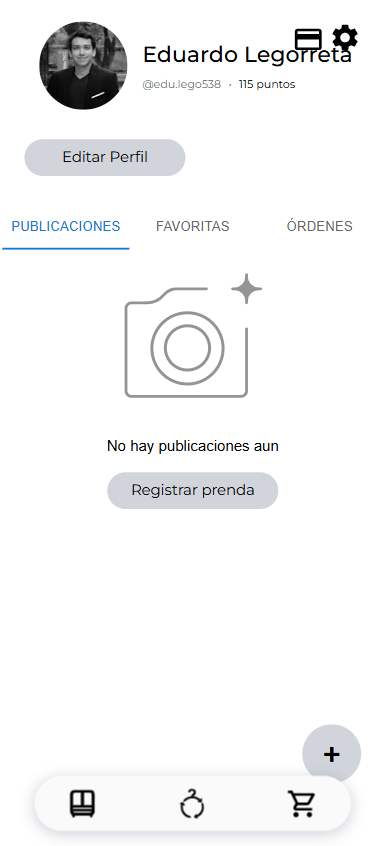 Eduardo Legorreta
@edu.lego538 • 115 puntos
Editar Perfil
PUBLICACIONES FAVORITAS ÓRDENES
No hay publicaciones aun
Registrar prenda
+